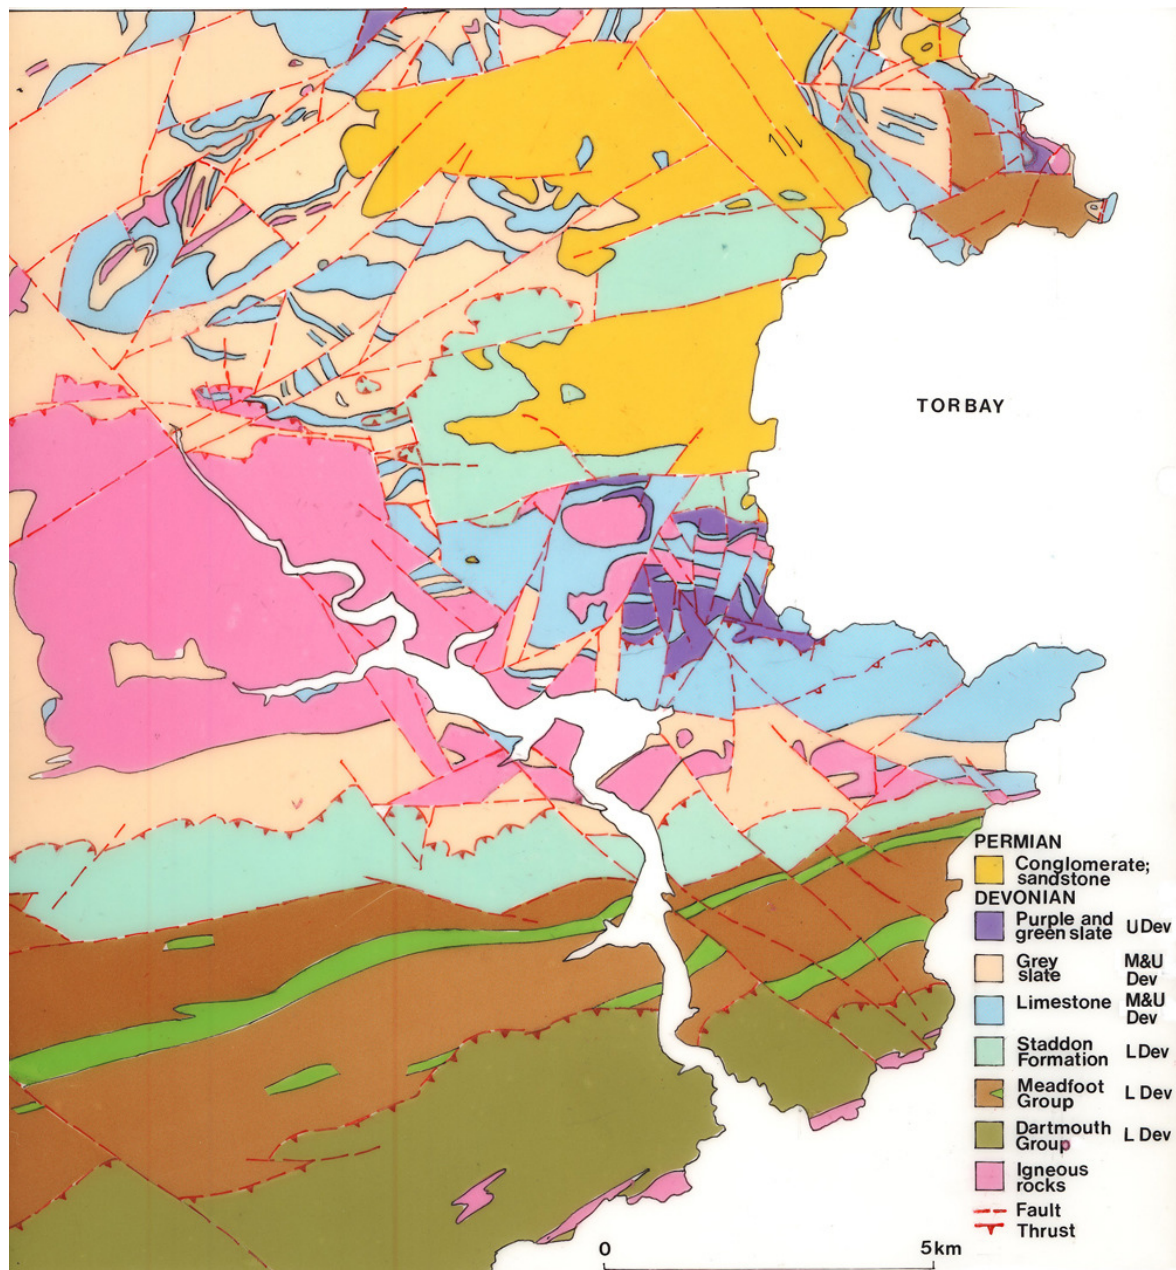 TORBAY
PERMIAN
Conglomerate;
sandstone
DEVONIAN
Purple and
green slate U Dev
Grey
slate M&U
Dev
Limestone M&U
Dev
Staddon
Formation L Dev
Meadfoot
Group L Dev
Dartmouth
Group L Dev
Igneous
rocks
Fault
Thrust
0 5km